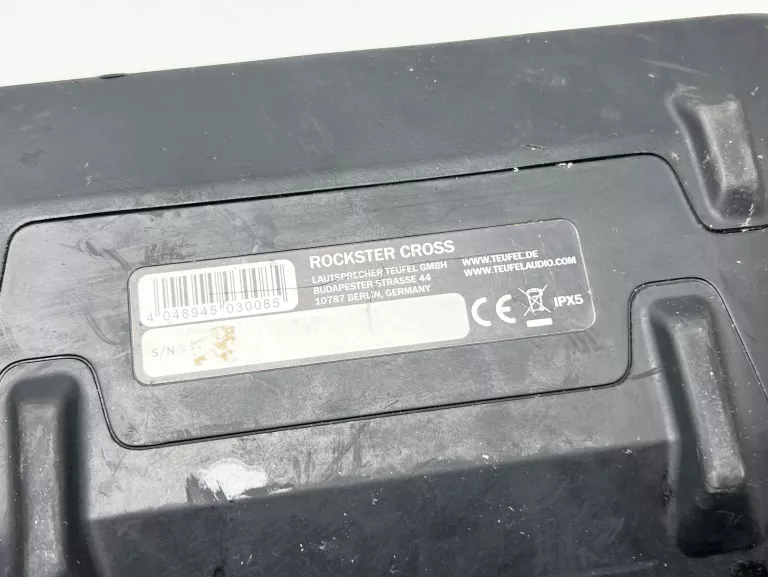 ROCKSTER CROSS
LAUTSPRECHER TEUFEL GMBH
BUDAPESTER STRASSE 44
10787 BERLIN, GERMANY
WWW.TEUFEL.DE
WWW.TEUFELAUDIO.COM
4 048945 030085
S/N
CE
IPX5